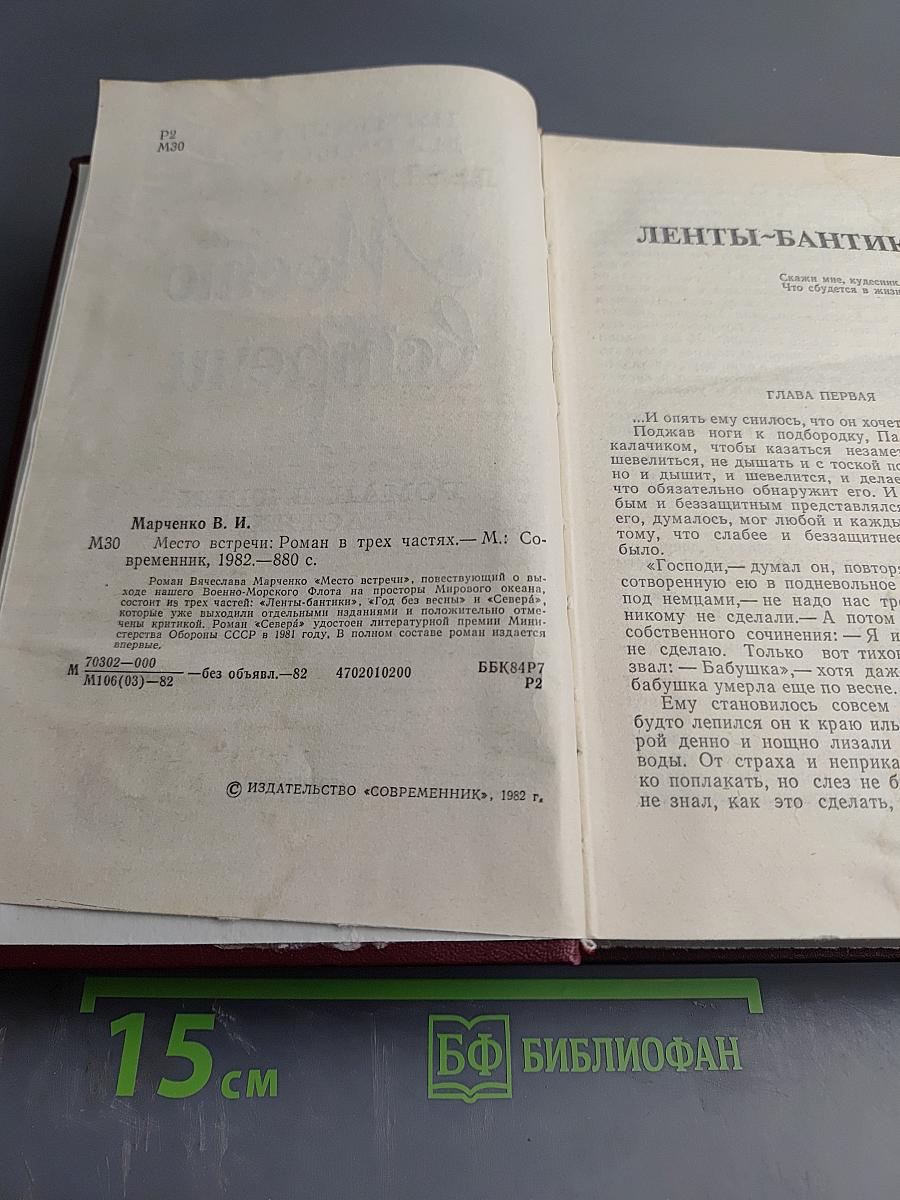 Р2
М30
Марченко В. И.
М30 Место встречи: Роман в трех частях.— М.: Со-
временник, 1982.—880 с.
Роман Вячеслава Марченко «Место встречи», повествующий о вы-
ходе нашего Военно-Морского Флота на просторы Мирового океана,
состоит из трех частей: «Ленты-бантики», «Год без весны» и «Северá»,
которые уже выходили отдельными изданиями и положительно отме-
чены критикой. Роман «Северá» удостоен литературной премии Мини-
стерства Обороны СССР в 1981 году. В полном составе роман издается
впервые.
М 70302—000
М106(03)—82 —без объявл.—82 4702010200 ББК84Р7
Р2
© ИЗДАТЕЛЬСТВО «СОВРЕМЕННИК», 1982 г.
ЛЕНТЫ~БАНТИК
Скажи мне, кудесник
Что сбудется в жизн
ГЛАВА ПЕРВАЯ
...И опять ему снилось, что он хочет
Поджав ноги к подбородку, Па
калачиком, чтобы казаться незамет
шевелиться, не дышать и с тоской по
но и дышит, и шевелится, и делае
что обязательно обнаружит его. И
бым и беззащитным представлялся
его, думалось, мог любой и кажды
тому, что слабее и беззащитнее
было.
«Господи,— думал он, повторя
сотворенную ею в подневольное
под немцами,— не надо нас тро
никому не сделали.— А потом
собственного сочинения: — Я и
не сделаю. Только вот тихов
звал: — Бабушка»,— хотя даж
бабушка умерла еще по весне.
Ему становилось совсем
будто лепился он к краю иль
рой денно и нощно лизали
воды. От страха и неприка
ко поплакать, но слез не б
не знал, как это сделать,
15 см
БФ БИБЛИОФАН